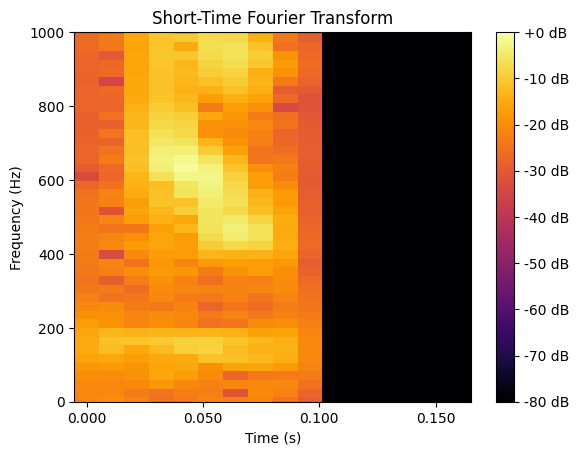 Short-Time Fourier Transform
Frequency (Hz)
1000
800
600
400
200
0
0.000
0.050
0.100
0.150
Time (s)
+0 dB
-10 dB
-20 dB
-30 dB
-40 dB
-50 dB
-60 dB
-70 dB
-80 dB